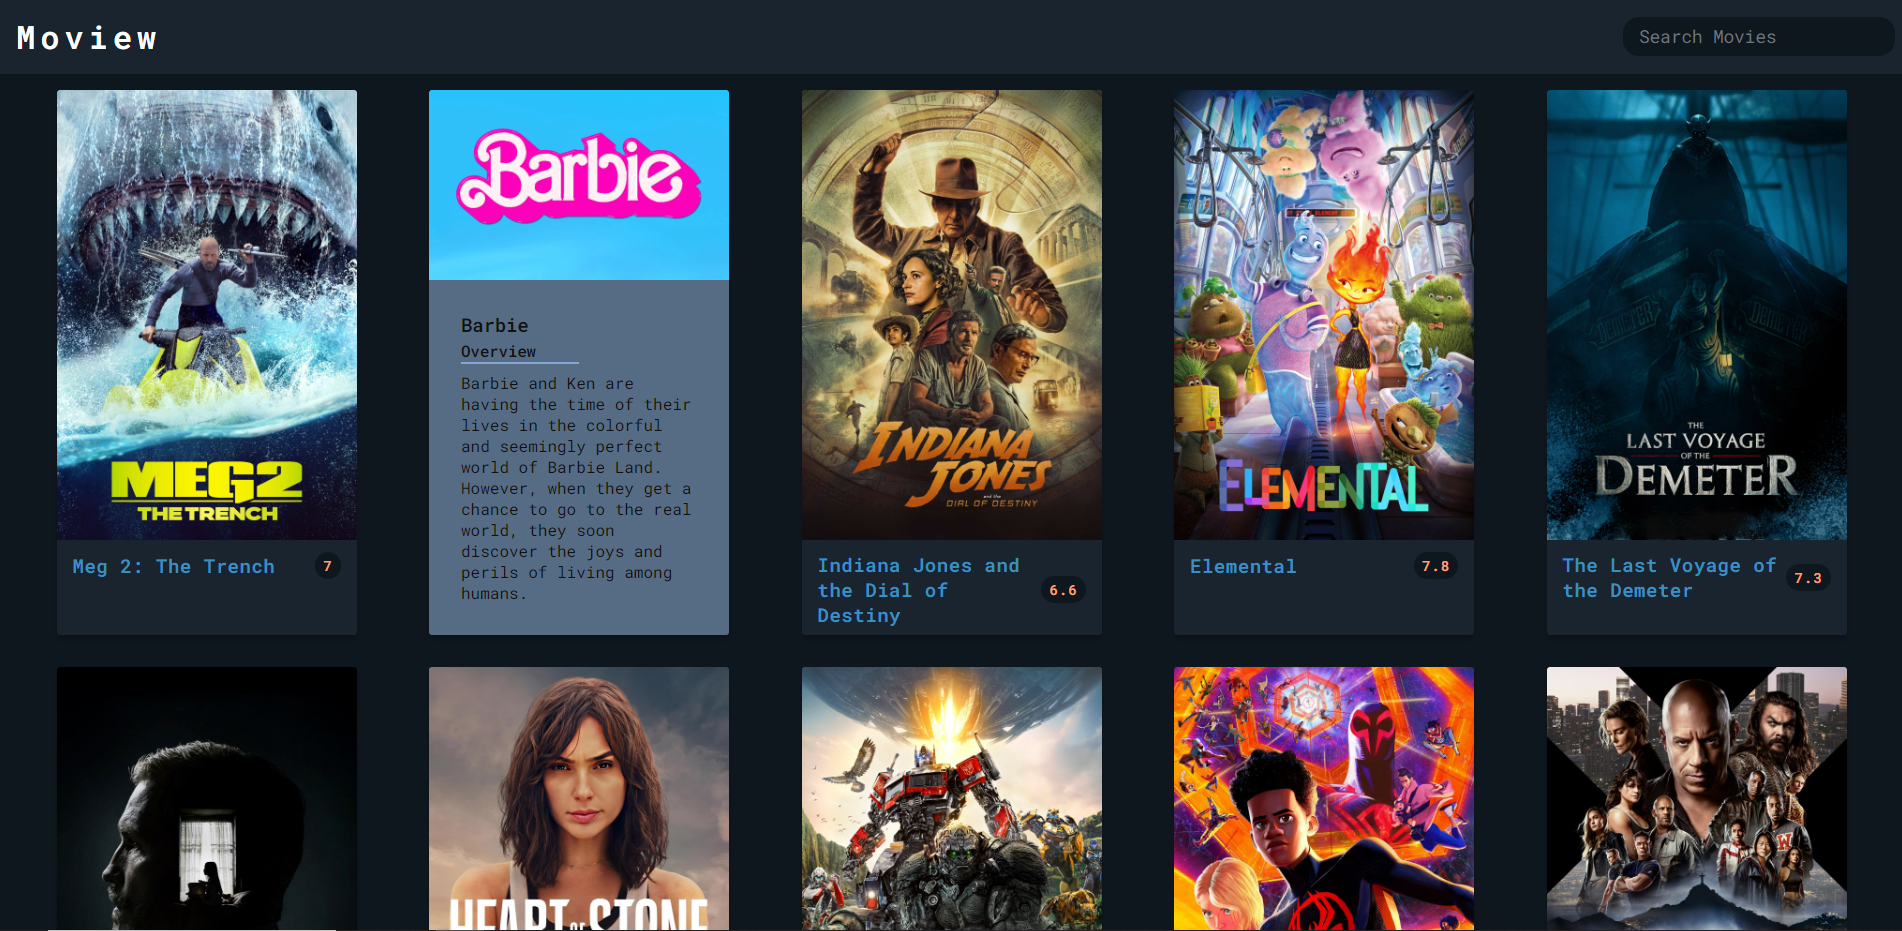 Moview
Search Movies
MEG2
THE TRENCH
Meg 2: The Trench
7
Barbie
Barbie
Overview
Barbie and Ken are
having the time of their
lives in the colorful
and seemingly perfect
world of Barbie Land.
However, when they get a
chance to go to the real
world, they soon
discover the joys and
perils of living among
humans.
INDIANA
JONES
and the
DIAL OF DESTINY
Indiana Jones and
the Dial of
Destiny
6.6
ELEMENTAL
Elemental
7.8
THE
LAST VOYAGE
OF THE
DEMETER
The Last Voyage of
the Demeter
7.3
HEART OF STONE